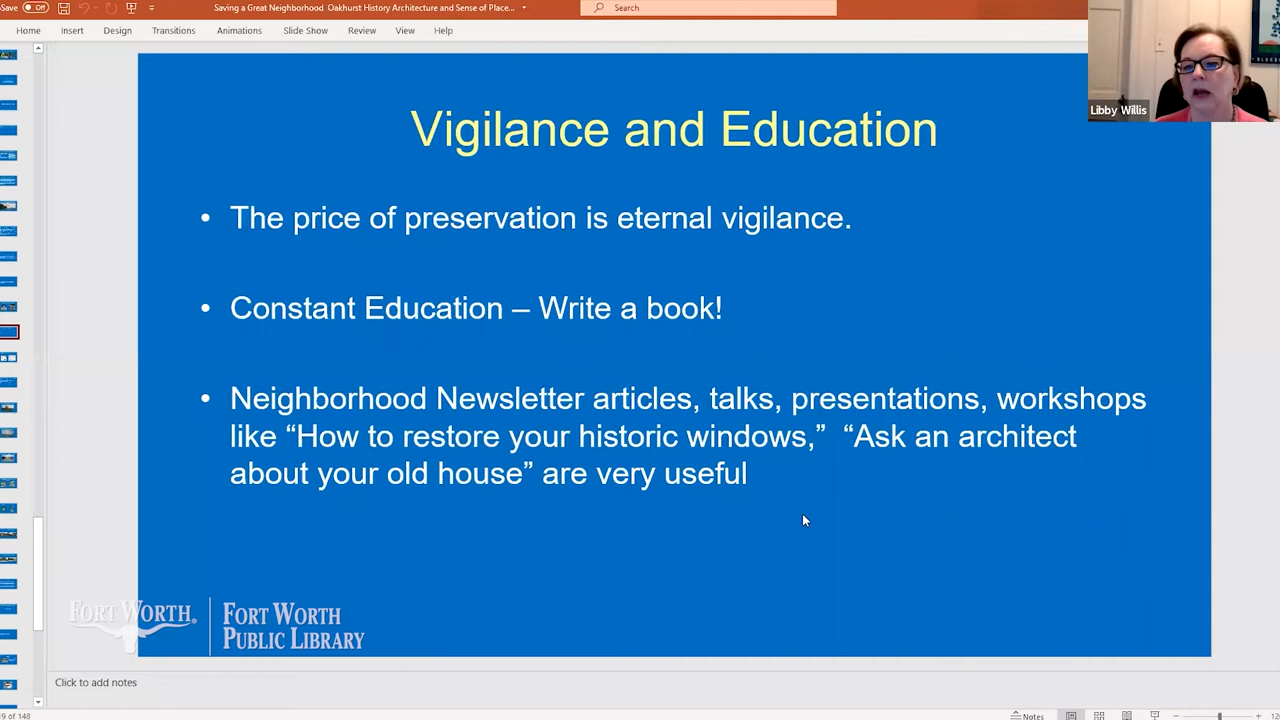 Save
Off
Saving a Great Neighborhood Oakhurst History Architecture and Sense of Place...
Search
Home Insert Design Transitions Animations Slide Show Review View Help
Libby Willis
Vigilance and Education
• The price of preservation is eternal vigilance.
• Constant Education – Write a book!
• Neighborhood Newsletter articles, talks, presentations, workshops
like “How to restore your historic windows,” “Ask an architect
about your old house” are very useful
FORT WORTH®
FORT WORTH
PUBLIC LIBRARY
Click to add notes
9 of 148
Notes